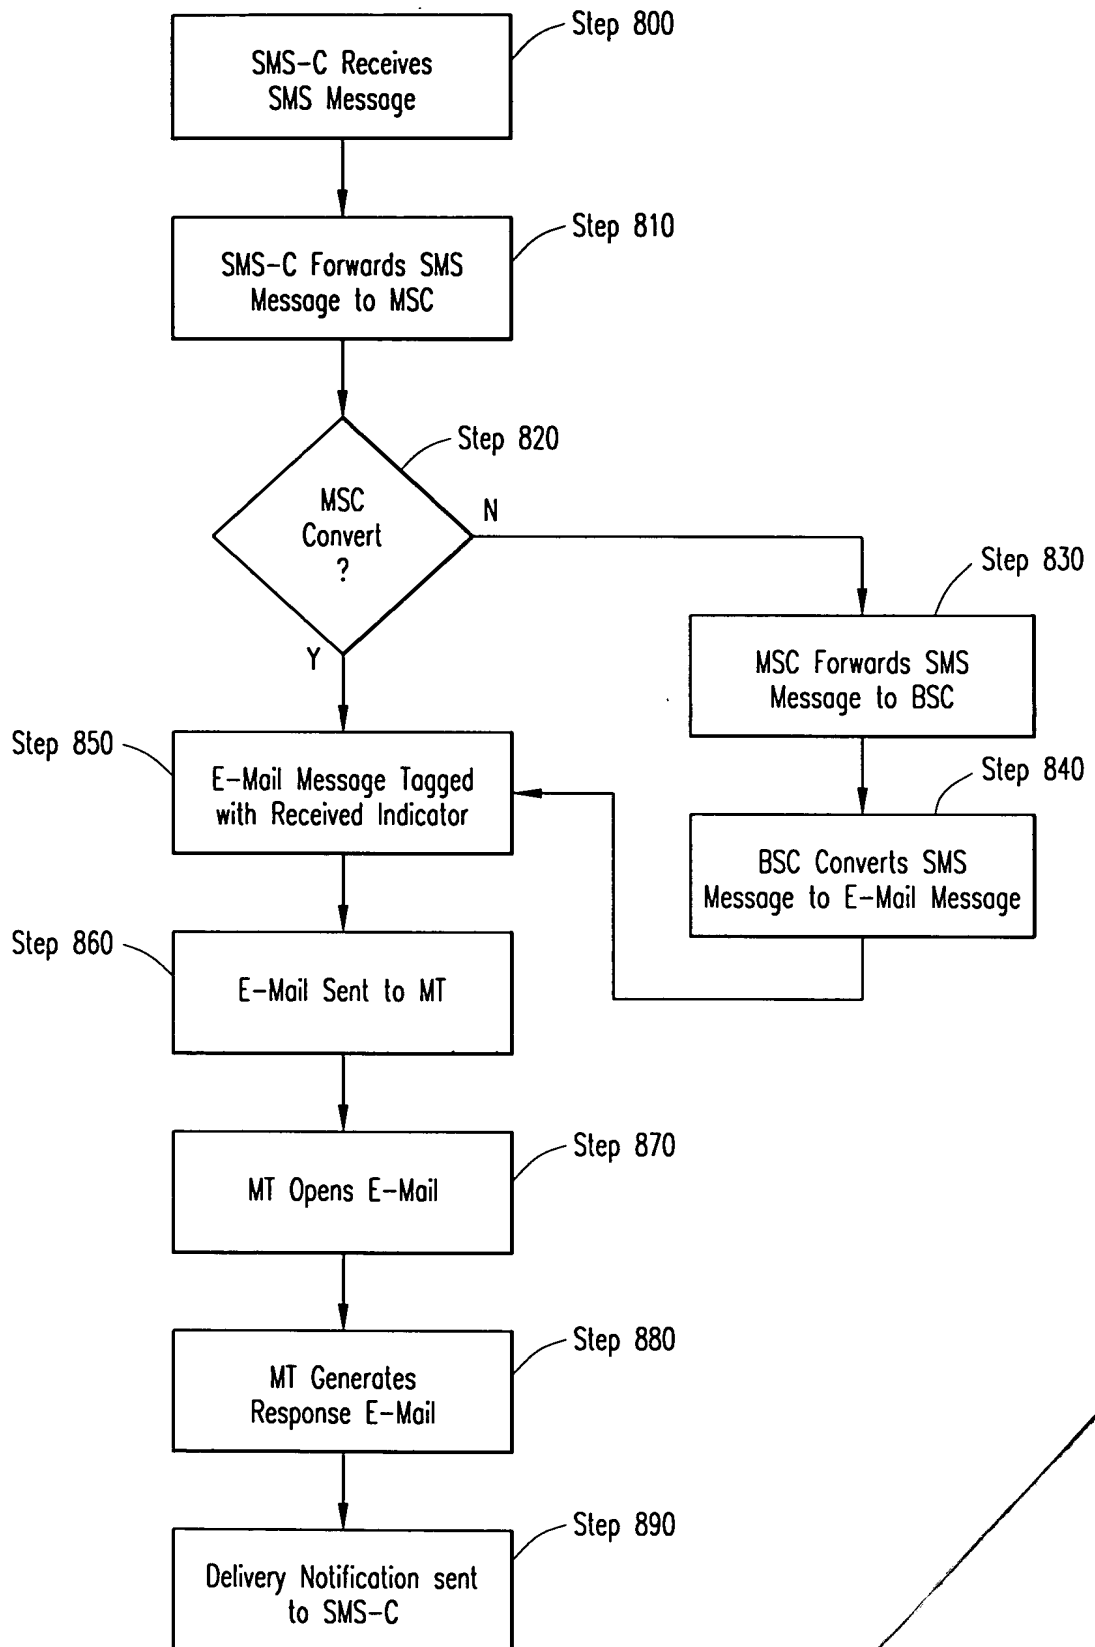 Step 800
SMS-C Receives
SMS Message
Step 810
SMS-C Forwards SMS
Message to MSC
Step 820
MSC
Convert
?
N
Y
Step 830
MSC Forwards SMS
Message to BSC
Step 840
BSC Converts SMS
Message to E-Mail Message
Step 850
E-Mail Message Tagged
with Received Indicator
Step 860
E-Mail Sent to MT
Step 870
MT Opens E-Mail
Step 880
MT Generates
Response E-Mail
Step 890
Delivery Notification sent
to SMS-C